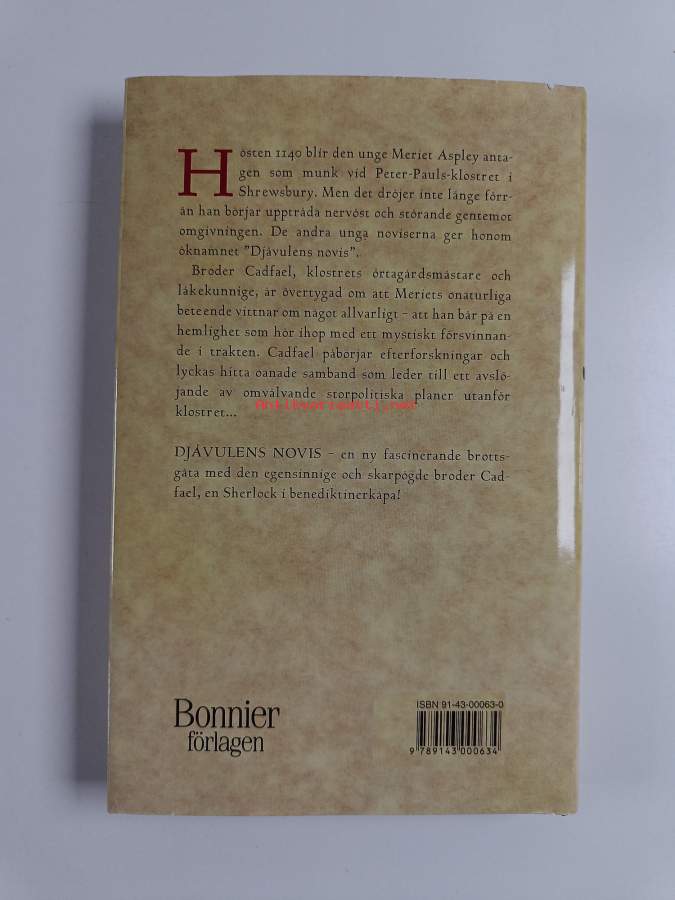 Hösten 1140 blir den unge Meriet Aspley anta-
gen som munk vid Peter-Pauls-klostret i
Shrewsbury. Men det dröjer inte länge förr-
än han börjar uppträda nervöst och störande gentemot
omgivningen. De andra unga noviserna ger honom
öknamnet "Djävulens novis".
Broder Cadfael, klostrets örtagårdsmästare och
läkekunnige, är övertygad om att Meriets onaturliga
beteende vittnar om något allvarligt – att han bär på en
hemlighet som hör ihop med ett mystiskt försvinnan-
de i trakten. Cadfael påbörjar efterforskningar och
lyckas hitta oanade samband som leder till ett avslö-
jande av omvälvande storpolitiska planer utanför
klostret...
DJÄVULENS NOVIS – en ny fascinerande brotts-
gåta med den egensinnige och skarpögde broder Cad-
fael, en Sherlock i benediktinerkåpa!
Bonnier
förlagen
ISBN 91-43-00063-0
9 789143 000634